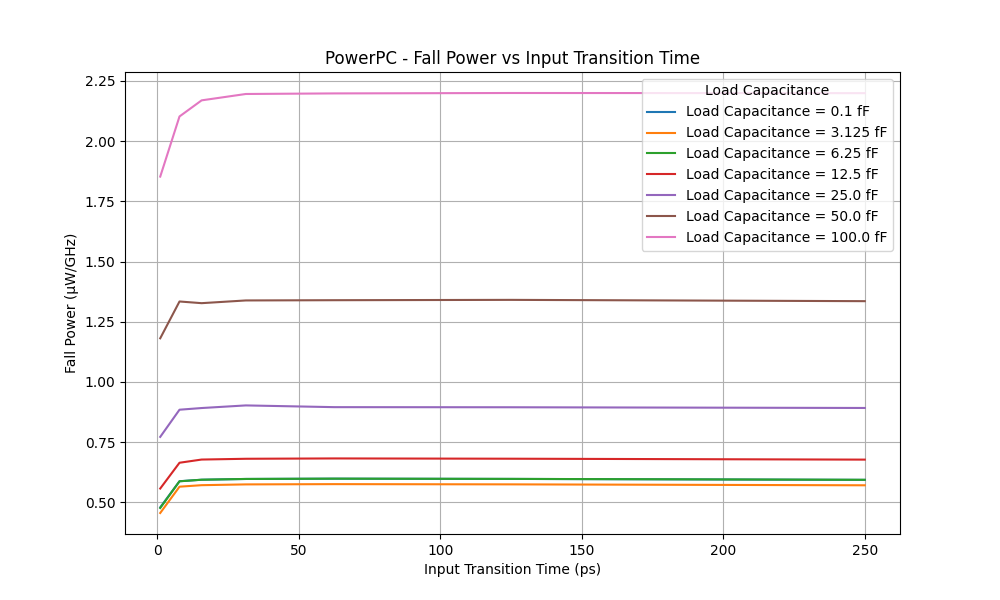 PowerPC - Fall Power vs Input Transition Time
Fall Power (μW/GHz)
2.25
2.00
1.75
1.50
1.25
1.00
0.75
0.50
Load Capacitance
Load Capacitance = 0.1 fF
Load Capacitance = 3.125 fF
Load Capacitance = 6.25 fF
Load Capacitance = 12.5 fF
Load Capacitance = 25.0 fF
Load Capacitance = 50.0 fF
Load Capacitance = 100.0 fF
0 50 100 150 200 250
Input Transition Time (ps)